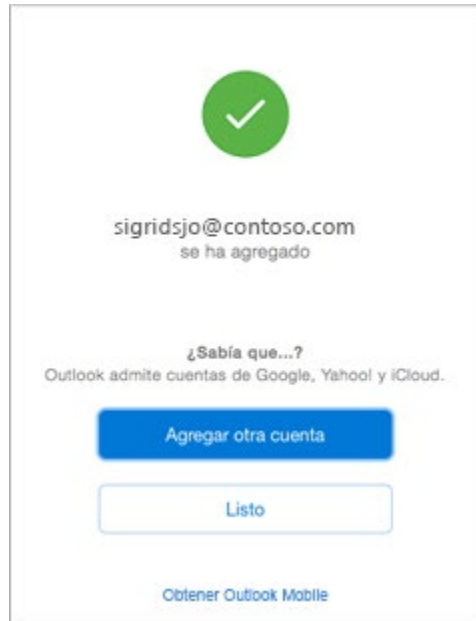 sigridsjo@contoso.com
se ha agregado
¿Sabía que...?
Outlook admite cuentas de Google, Yahoo! y iCloud.
Agregar otra cuenta
Listo
Obtener Outlook Mobile